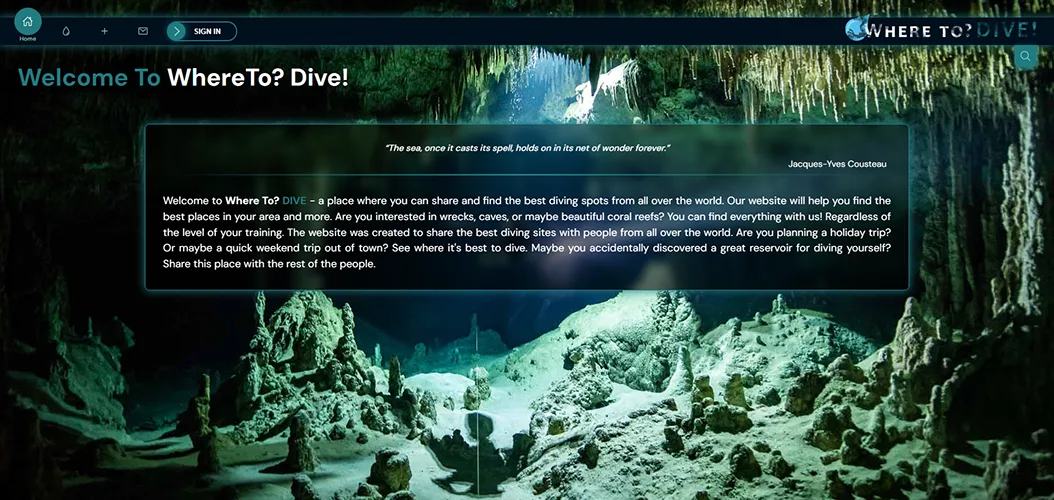 Home
SIGN IN
WHERE TO? DIVE!
Welcome To WhereTo? Dive!
“The sea, once it casts its spell, holds on in its net of wonder forever.”
Jacques-Yves Cousteau
Welcome to Where To? DIVE - a place where you can share and find the best diving spots from all over the world. Our website will help you find the
best places in your area and more. Are you interested in wrecks, caves, or maybe beautiful coral reefs? You can find everything with us! Regardless of
the level of your training. The website was created to share the best diving sites with people from all over the world. Are you planning a holiday trip?
Or maybe a quick weekend trip out of town? See where it's best to dive. Maybe you accidentally discovered a great reservoir for diving yourself?
Share this place with the rest of the people.